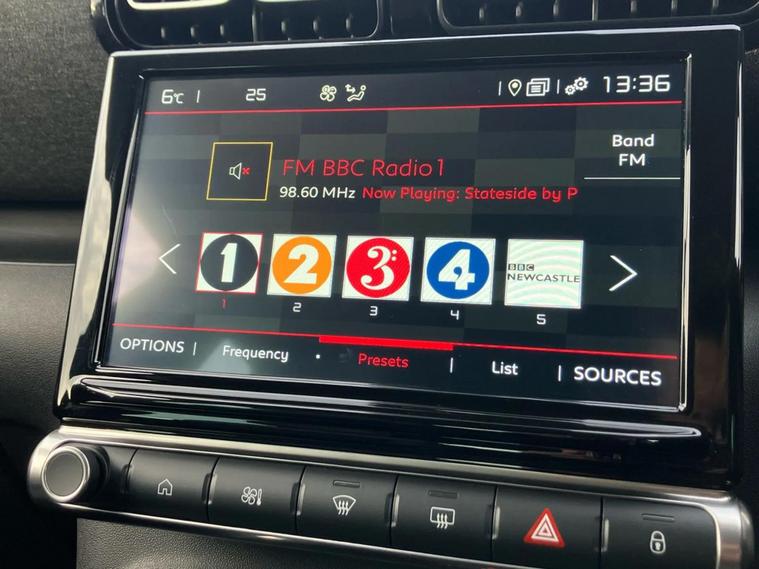 6°C | 25 | | 13:36
Band
FM
FM BBC Radio 1
98.60 MHz Now Playing: Stateside by P
1 2 3 4 BBC NEWCASTLE
1 2 3 4 5
OPTIONS | Frequency • Presets | List | SOURCES